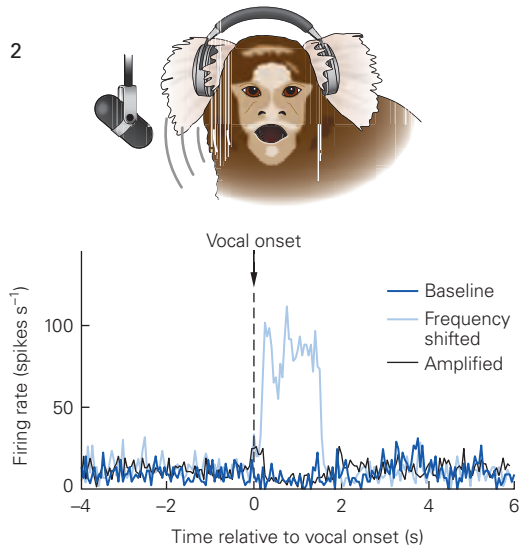 2
Vocal onset
Firing rate (spikes s⁻¹)
100
50
0
Baseline
Frequency
shifted
Amplified
−4 −2 0 2 4 6
Time relative to vocal onset (s)